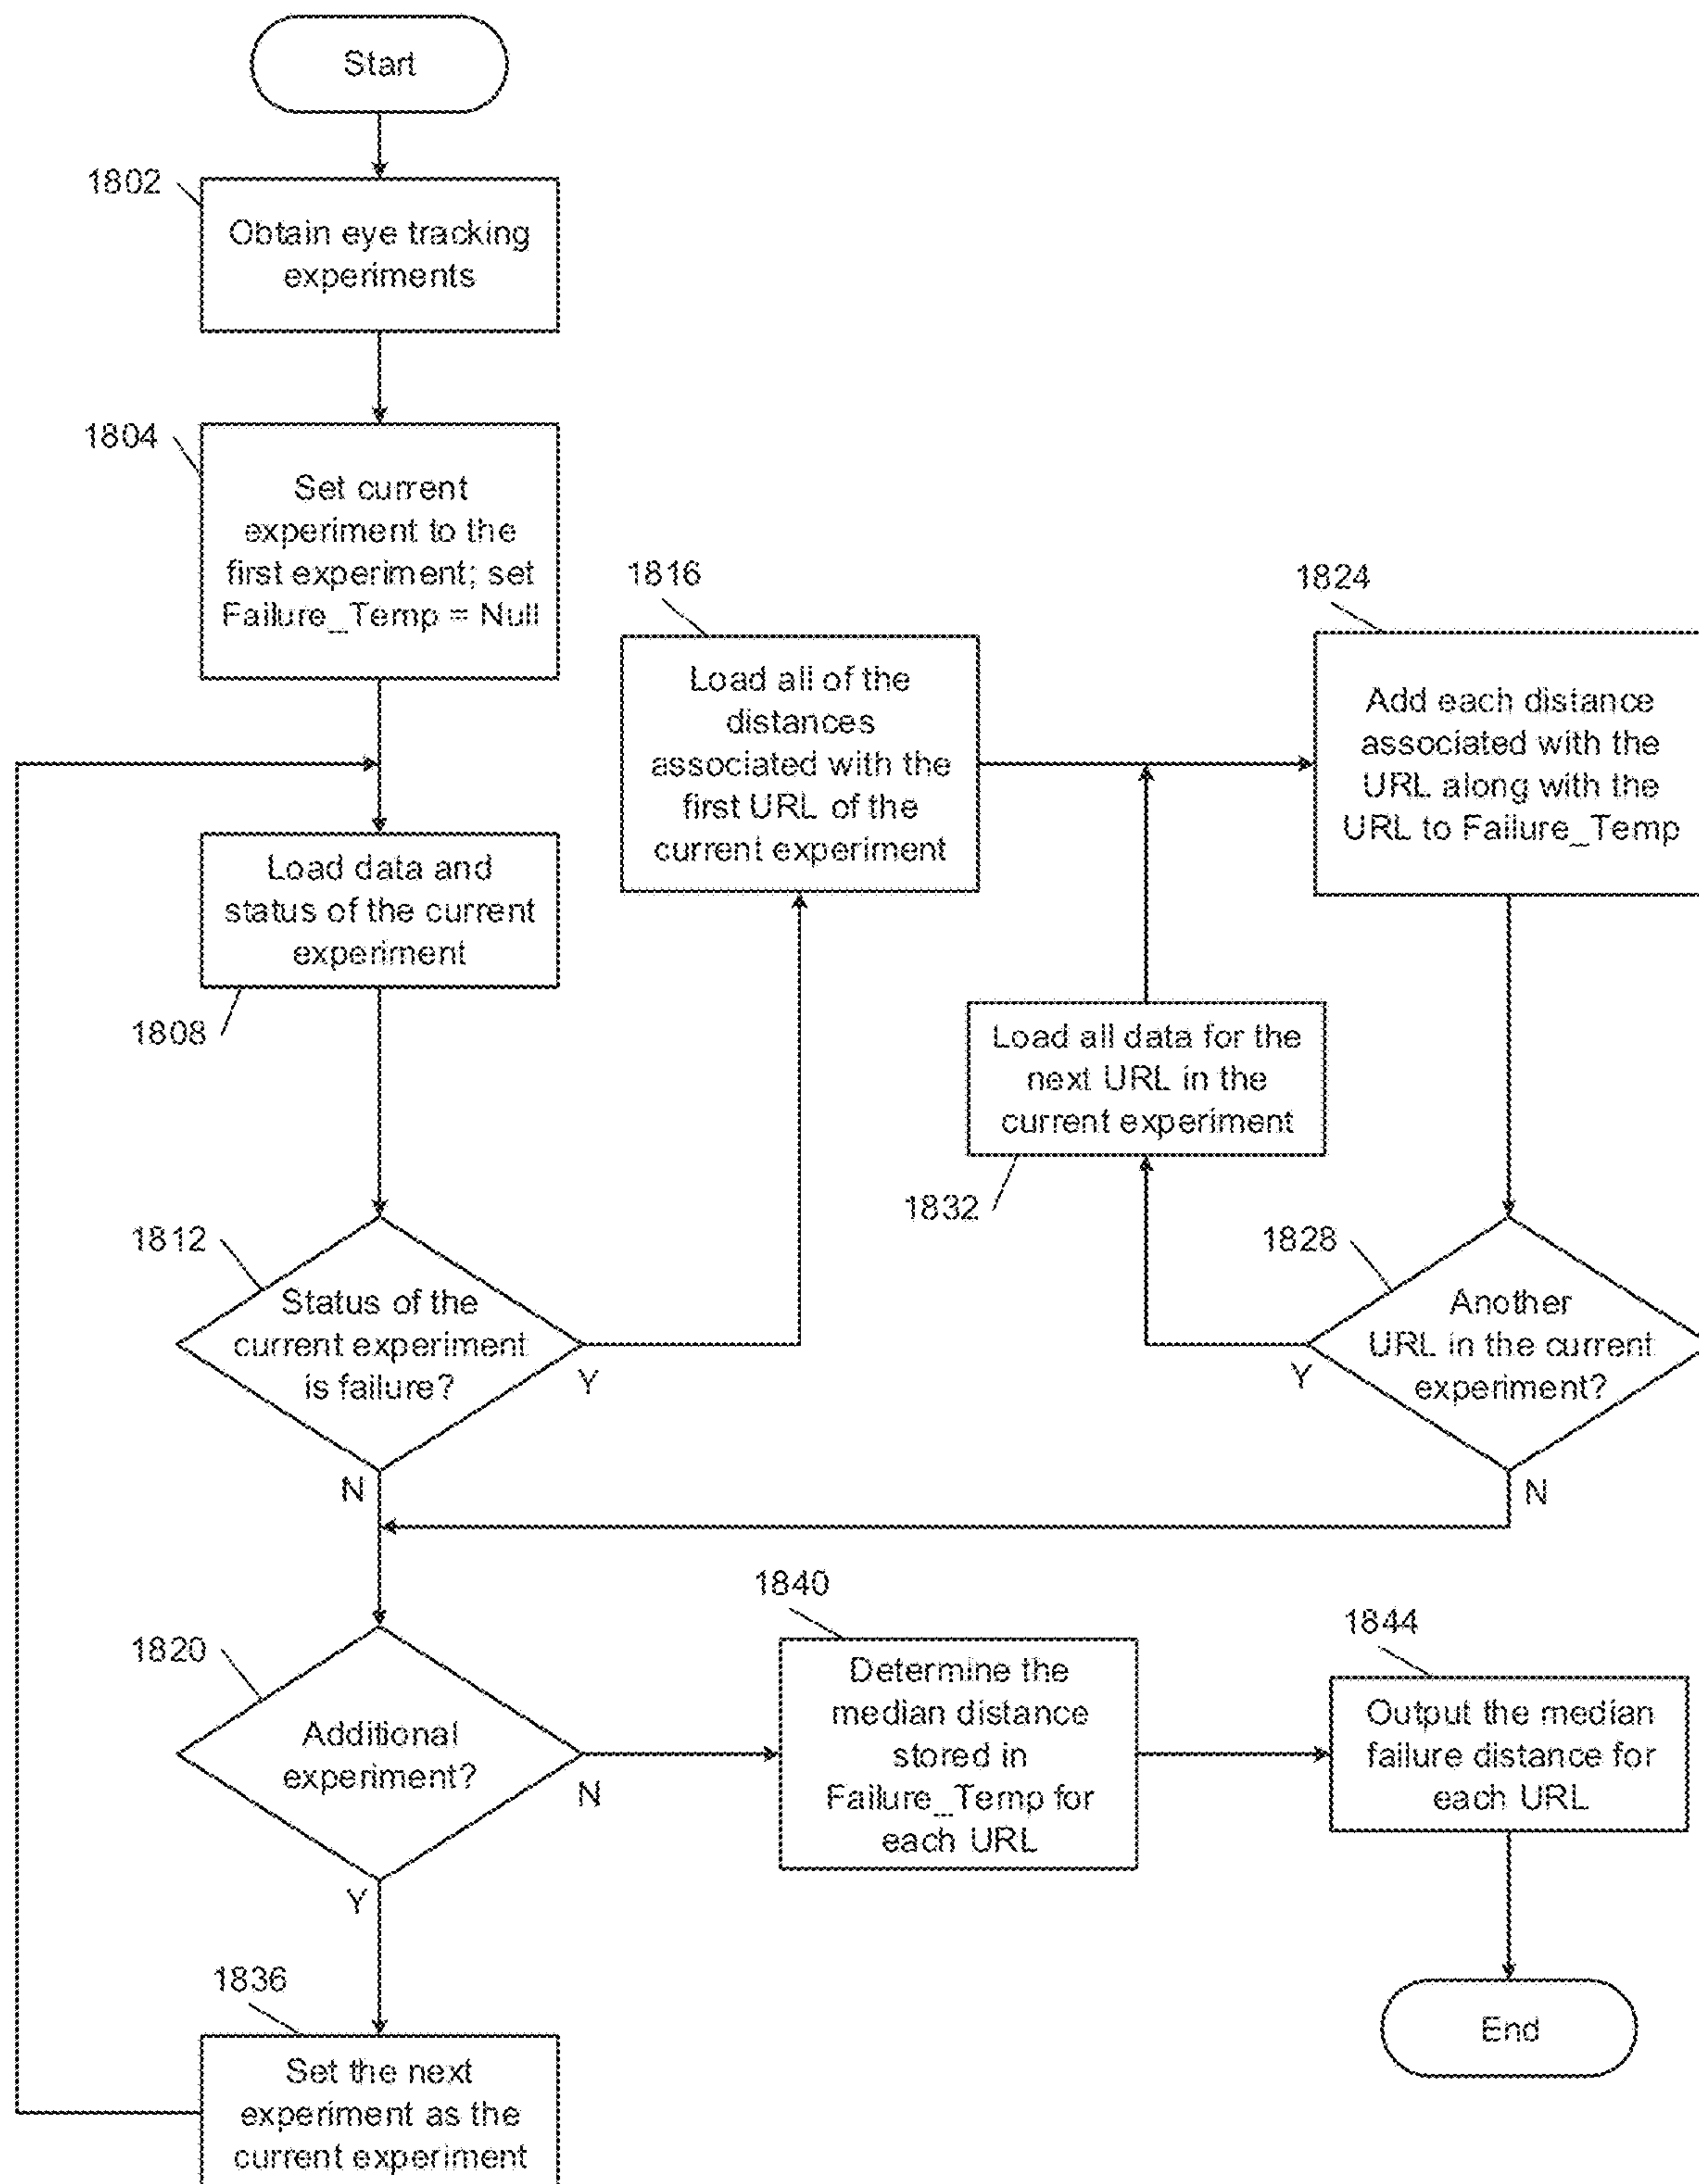 Start
1802
Obtain eye tracking
experiments
1804
Set current
experiment to the
first experiment; set
Failure_Temp = Null
1816
Load all of the
distances
associated with the
first URL of the
current experiment
1824
Add each distance
associated with the
URL along with the
URL to Failure_Temp
Load data and
status of the current
experiment
1808
Load all data for the
next URL in the
current experiment
1832
1812
Status of the
current experiment
is failure?
Y
N
1828
Another
URL in the current
experiment?
Y
N
1820
Additional
experiment?
N
Y
1840
Determine the
median distance
stored in
Failure_Temp for
each URL
1844
Output the median
failure distance for
each URL
1836
Set the next
experiment as the
current experiment
End